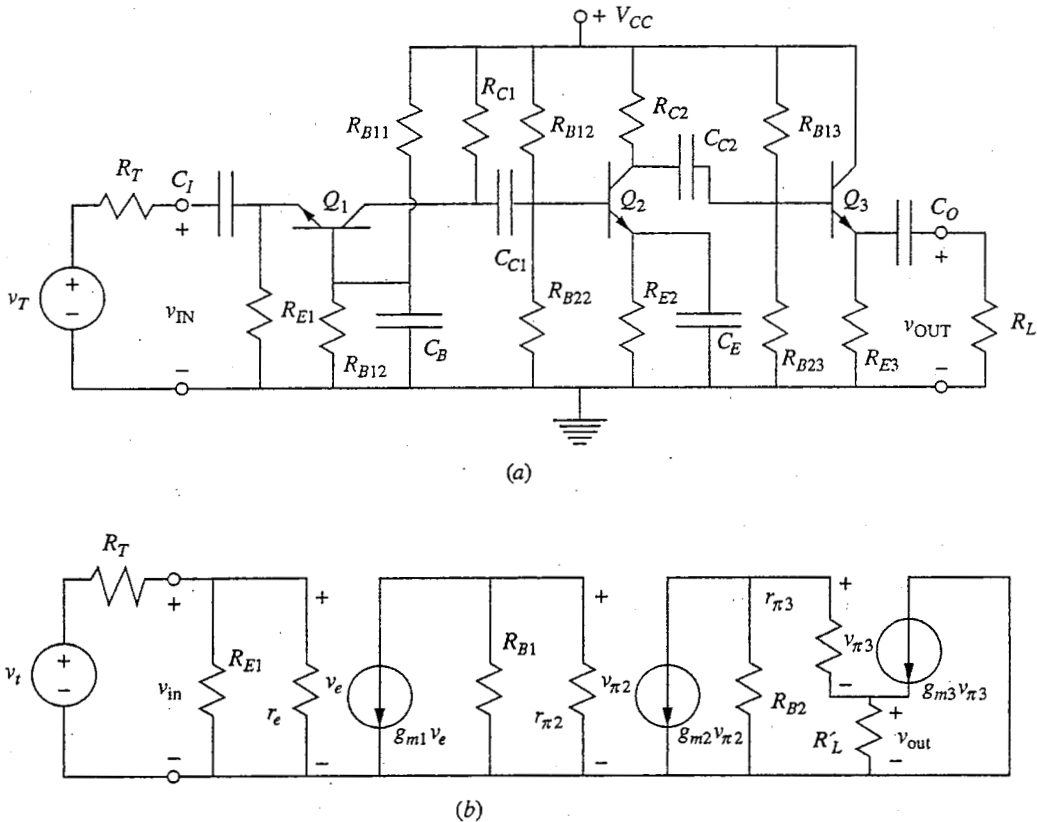 + V_CC
R_C1
R_B11
R_B12
R_C2
C_C2
R_B13
R_T
C_I
Q_1
Q_2
Q_3
C_O
+
+
C_C1
v_T
+
−
v_IN
R_E1
R_B12
C_B
R_B22
R_E2
C_E
R_B23
R_E3
v_OUT
R_L
−
−
(a)
R_T
+
+
+
r_π3
+
v_t
+
−
v_in
R_E1
r_e
v_e
g_m1 v_e
R_B1
r_π2
v_π2
g_m2 v_π2
R_B2
v_π3
−
g_m3 v_π3
R′_L
+
v_out
−
−
−
−
(b)